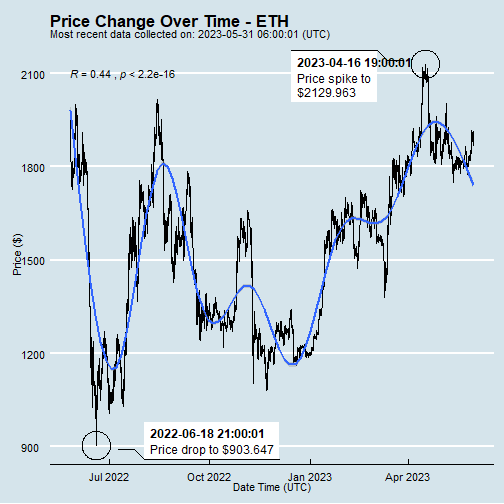 Price Change Over Time - ETH
Most recent data collected on: 2023-05-31 06:00:01 (UTC)
R = 0.44 , p < 2.2e-16
2023-04-16 19:00:01
Price spike to
$2129.963
2100
1800
1500
1200
900
Price ($)
2022-06-18 21:00:01
Price drop to $903.647
Jul 2022
Oct 2022
Jan 2023
Apr 2023
Date Time (UTC)